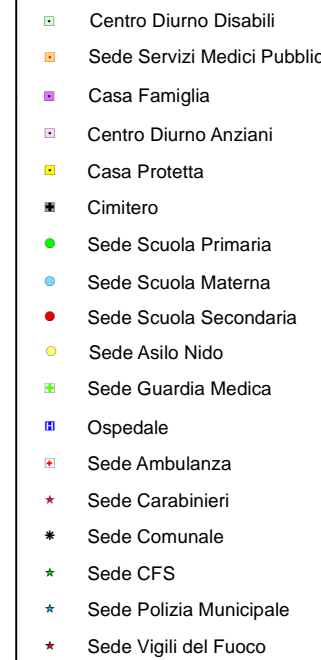 Centro Diurno Disabili
Sede Servizi Medici Pubblic
Casa Famiglia
Centro Diurno Anziani
Casa Protetta
Cimitero
Sede Scuola Primaria
Sede Scuola Materna
Sede Scuola Secondaria
Sede Asilo Nido
Sede Guardia Medica
H Ospedale
Sede Ambulanza
Sede Carabinieri
Sede Comunale
Sede CFS
Sede Polizia Municipale
Sede Vigili del Fuoco